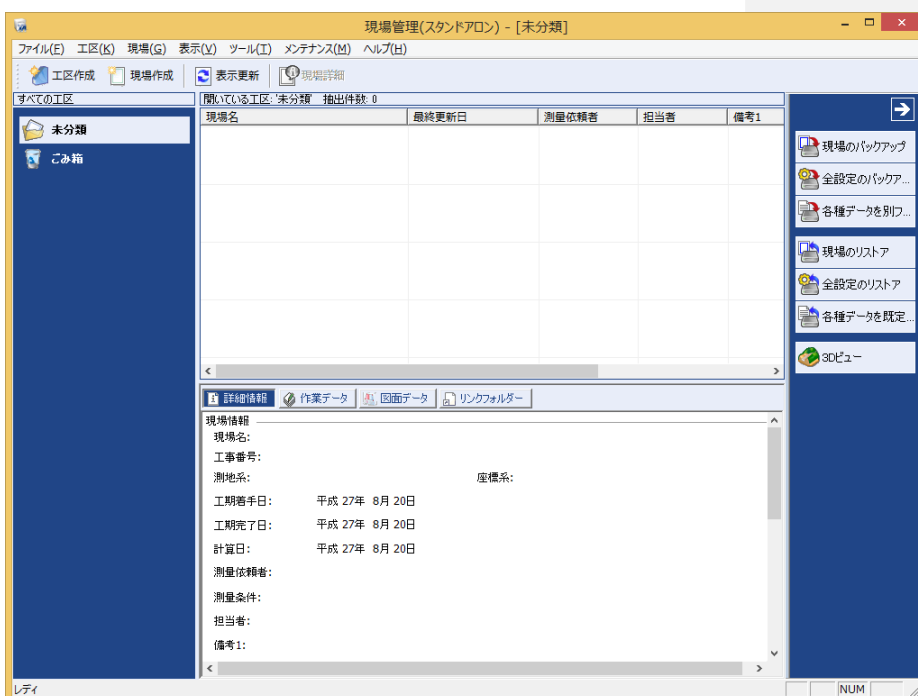 現場管理(スタンドアロン) - [未分類]
ファイル(F) 工区(K) 現場(G) 表示(V) ツール(T) メンテナンス(M) ヘルプ(H)
工区作成 現場作成 表示更新 現場詳細
すべての工区
未分類
ごみ箱
開いている工区: '未分類' 抽出件数: 0
現場名 最終更新日 測量依頼者 担当者 備考1
詳細情報 作業データ 図面データ リンクフォルダー
現場情報
現場名:
工事番号:
測地系: 座標系:
工期着手日: 平成 27年 8月 20日
工期完了日: 平成 27年 8月 20日
計算日: 平成 27年 8月 20日
測量依頼者:
測量条件:
担当者:
備考1:
現場のバックアップ
全設定のバックア...
各種データを別フ...
現場のリストア
全設定のリストア
各種データを既定...
3Dビュー
レディ
NUM